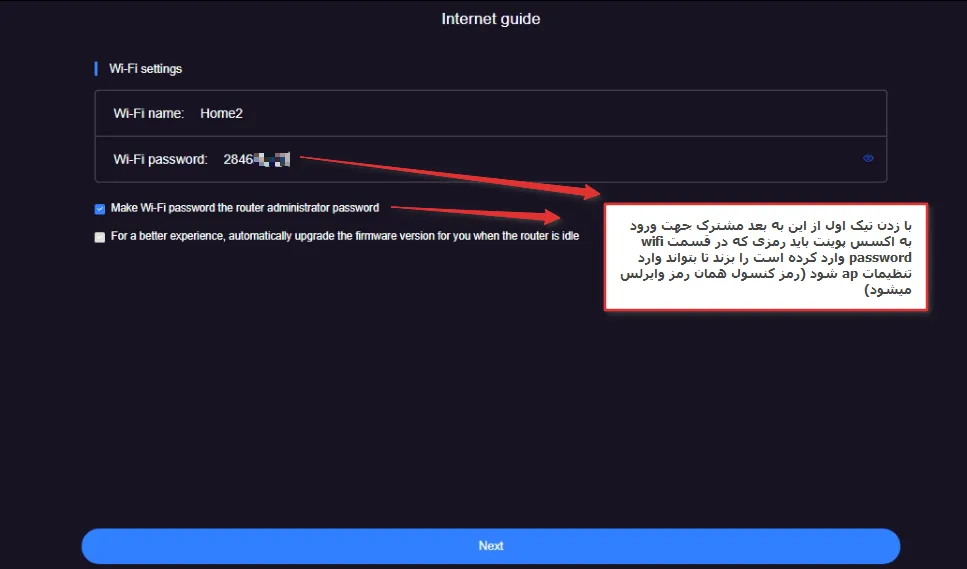 Internet guide
Wi-Fi settings
Wi-Fi name: Home2
Wi-Fi password: 2846
Make Wi-Fi password the router administrator password
For a better experience, automatically upgrade the firmware version for you when the router is idle
با زدن تیک اول از این به بعد مشترک جهت ورود
به اکسس پوینت باید رمزی که در قسمت wifi
password وارد کرده است را بزند تا بتواند وارد
تنظیمات ap شود (رمز کنسول همان رمز وایرلس
میشود)
Next